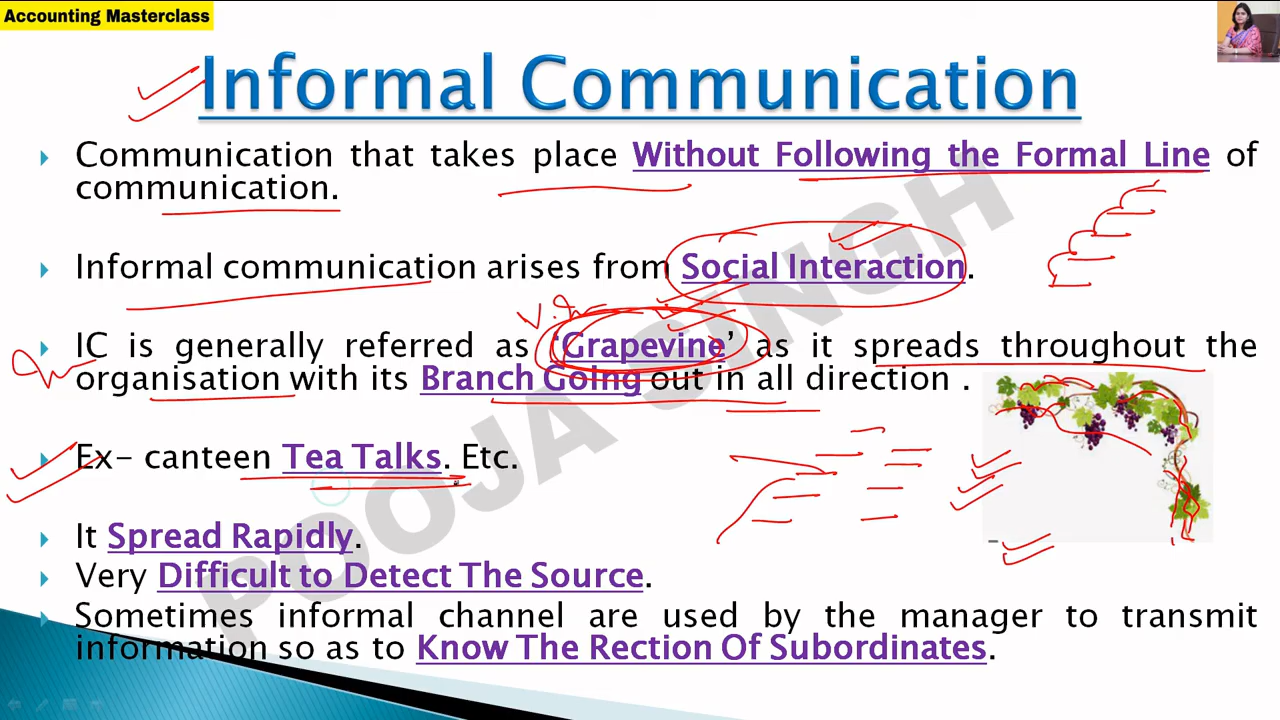 Accounting Masterclass
Informal Communication
Communication that takes place Without Following the Formal Line of
communication.
Informal communication arises from Social Interaction.
V.Im
IC is generally referred as ‘Grapevine’ as it spreads throughout the
organisation with its Branch Going out in all direction .
Ex- canteen Tea Talks. Etc.
It Spread Rapidly.
Very Difficult to Detect The Source.
Sometimes informal channel are used by the manager to transmit
information so as to Know The Rection Of Subordinates.
POOJA SINGH